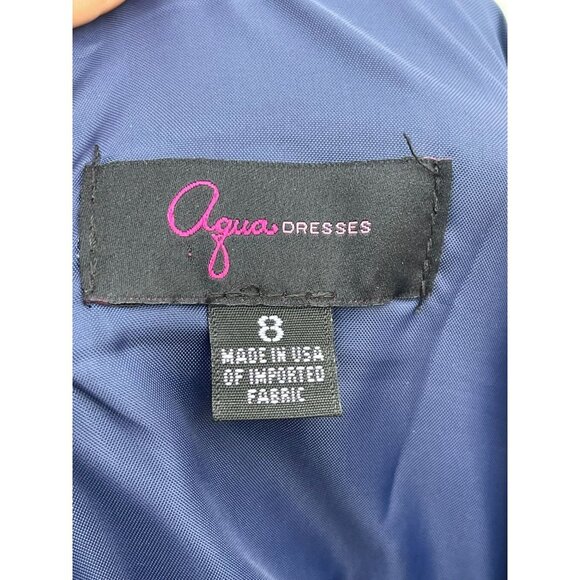 Aqua DRESSES
8
MADE IN USA
OF IMPORTED
FABRIC